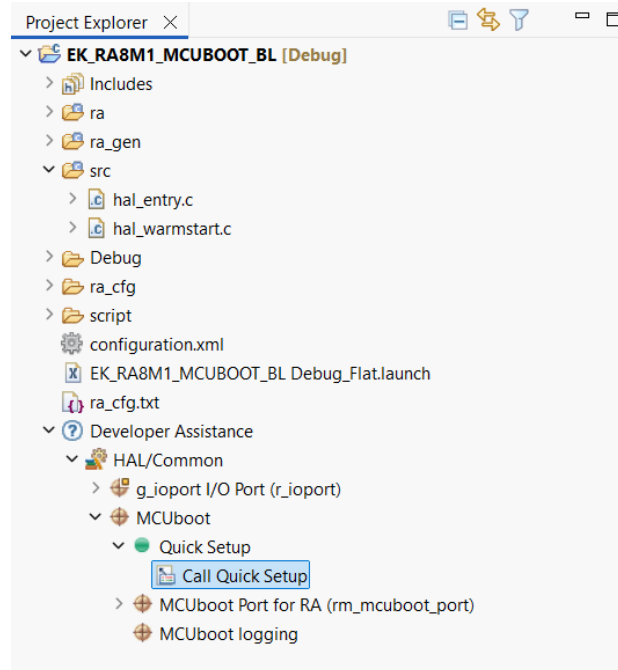 Project Explorer
EK_RA8M1_MCUBOOT_BL [Debug]
Includes
ra
ra_gen
src
hal_entry.c
hal_warmstart.c
Debug
ra_cfg
script
configuration.xml
EK_RA8M1_MCUBOOT_BL Debug_Flat.launch
ra_cfg.txt
Developer Assistance
HAL/Common
g_ioport I/O Port (r_ioport)
MCUboot
Quick Setup
Call Quick Setup
MCUboot Port for RA (rm_mcuboot_port)
MCUboot logging